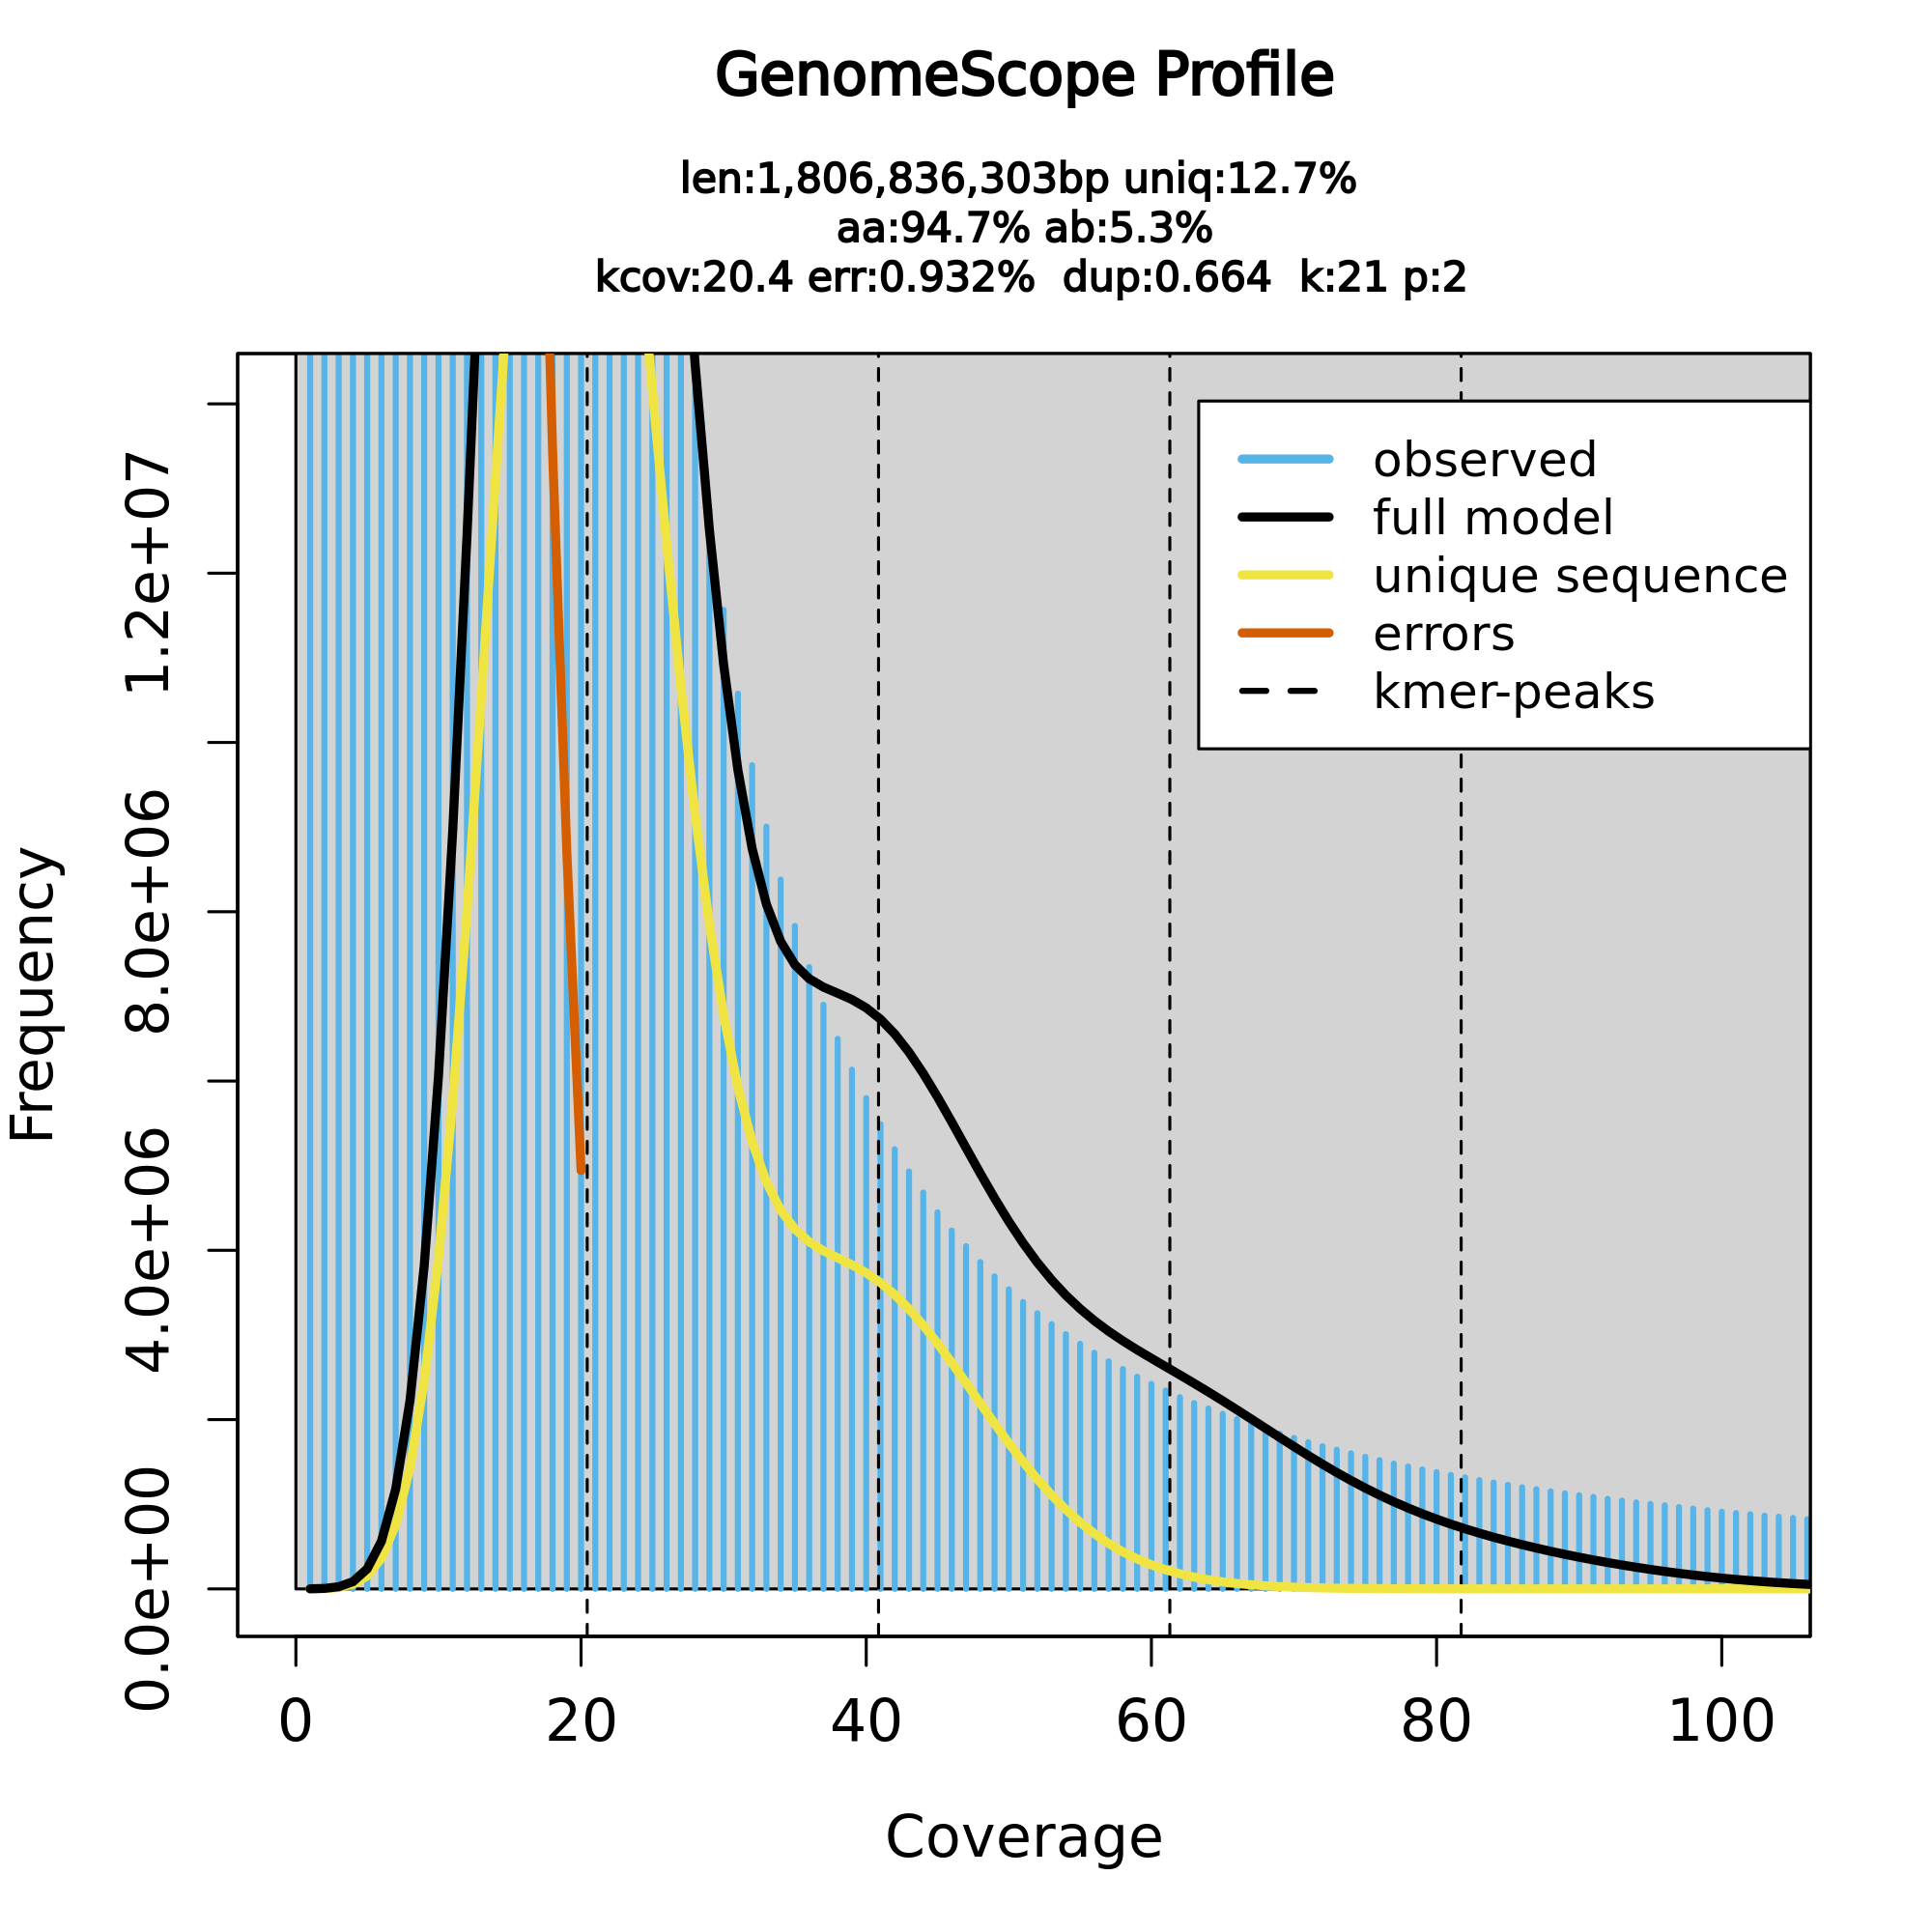 GenomeScope Profile
len:1,806,836,303bp uniq:12.7%
aa:94.7% ab:5.3%
kcov:20.4 err:0.932%  dup:0.664  k:21 p:2
observed
full model
unique sequence
errors
kmer-peaks
Frequency
1.2e+07
8.0e+06
4.0e+06
0.0e+00
0 20 40 60 80 100
Coverage